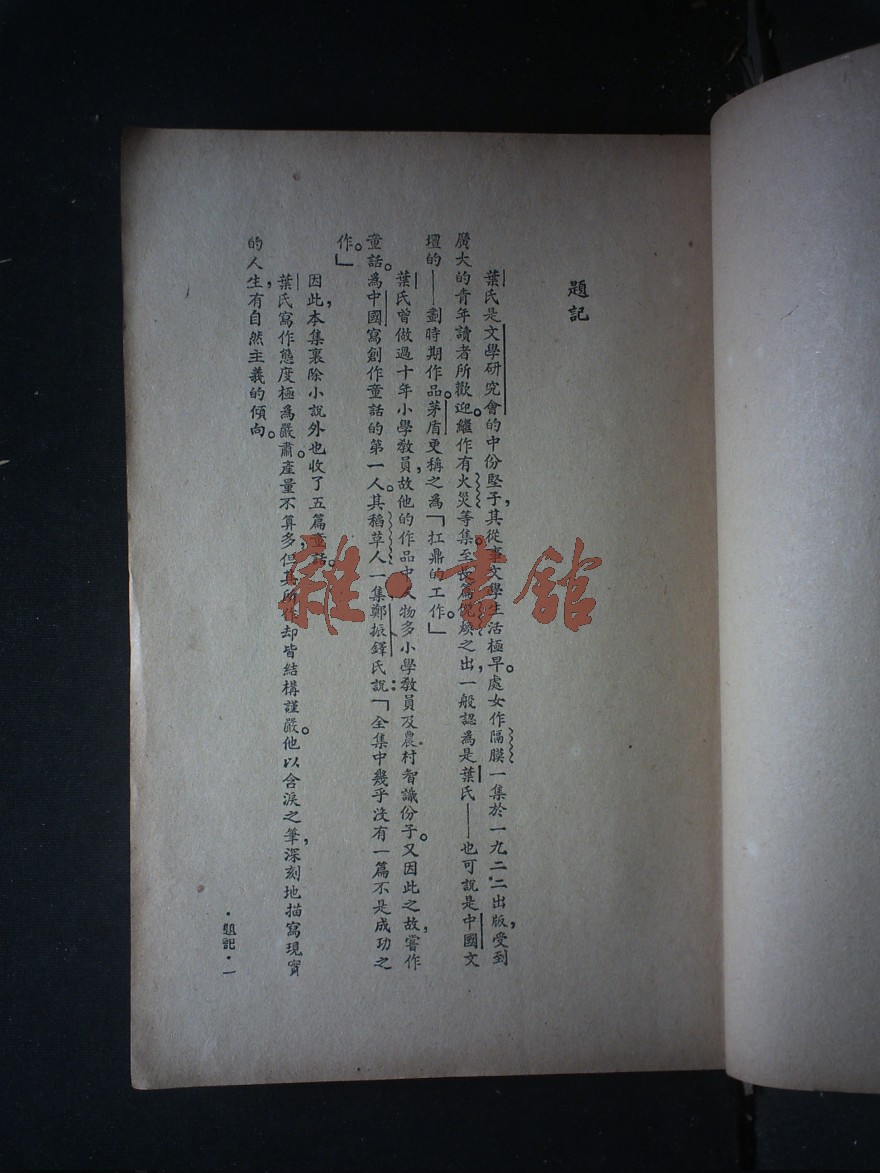 題記
葉氏是文學研究會的中份堅子，其從事文學生活極早。處女作隔膜一集於一九二二出版，受到
廣大的青年讀者所歡迎。繼作有火災等集。至長篇倪煥之出，一般認爲是葉氏——也可說是中國文
壇的——劃時期作品。茅盾更稱之爲「扛鼎的工作。」
葉氏曾做過十年小學教員，故他的作品中人物多小學教員及農村智識份子。又因此之故，嘗作
童話。爲中國寫創作童話的第一人。其稻草人一集鄭振鐸氏說：「全集中幾乎沒有一篇不是成功之
作。」
因此，本集裏除小說外也收了五篇童話。
葉氏寫作態度極爲嚴肅。產量不算多，但其所作却皆結構謹嚴。他以含淚之筆，深刻地描寫現實
的人生，有自然主義的傾向。
·題記·一
雜·書館